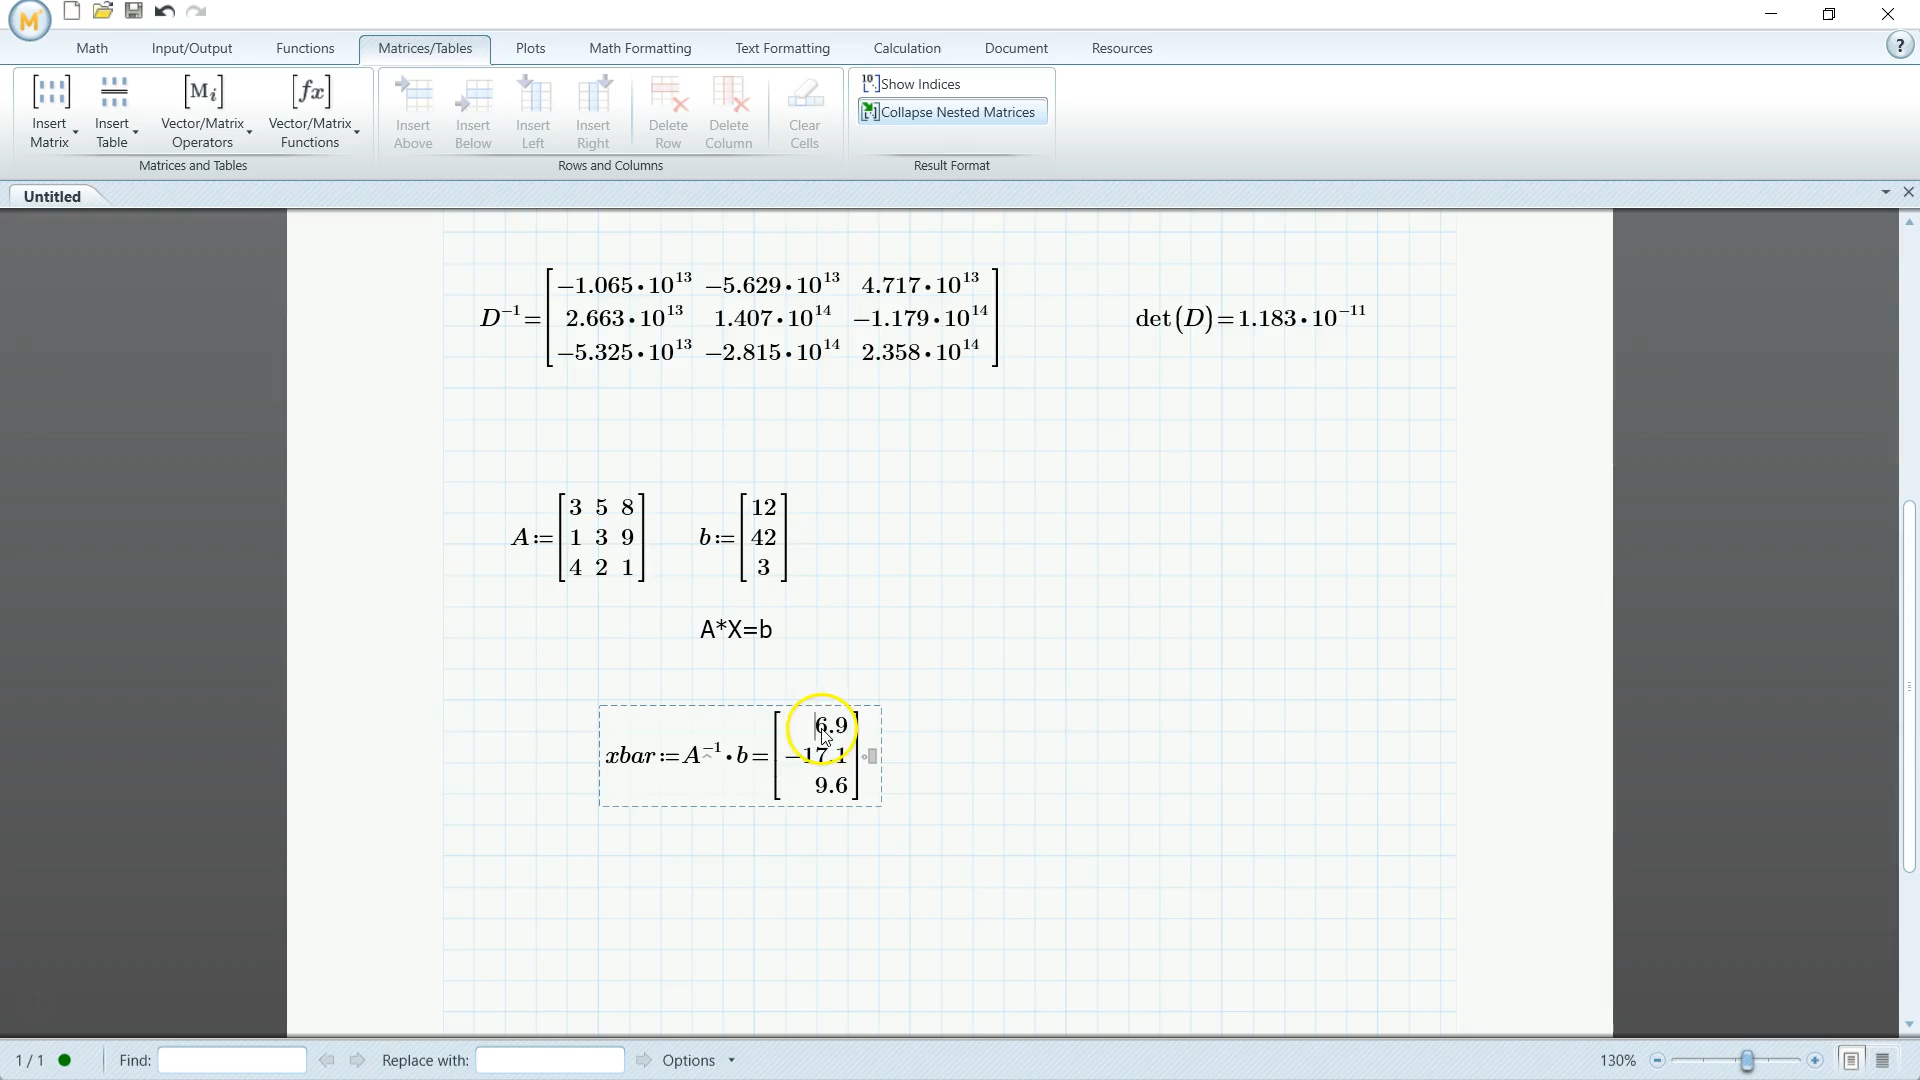 M
Math Input/Output Functions Matrices/Tables Plots Math Formatting Text Formatting Calculation Document Resources
?
[M i] [fx]
Insert Matrix
Insert Table
Vector/Matrix Operators
Vector/Matrix Functions
Insert Above
Insert Below
Insert Left
Insert Right
Delete Row
Delete Column
Clear Cells
Show Indices
Collapse Nested Matrices
Matrices and Tables Rows and Columns Result Format
Untitled
D⁻¹= [−1.065•10¹³ −5.629•10¹³ 4.717•10¹³
2.663•10¹³ 1.407•10¹⁴ −1.179•10¹⁴
−5.325•10¹³ −2.815•10¹⁴ 2.358•10¹⁴]
det(D)=1.183•10⁻¹¹
A:= [3 5 8
1 3 9
4 2 1]
b:= [12
42
3]
A*X=b
xbar:=A⁻¹•b= [6.9
−17.1
9.6]
1 / 1 Find: Replace with: Options 130%